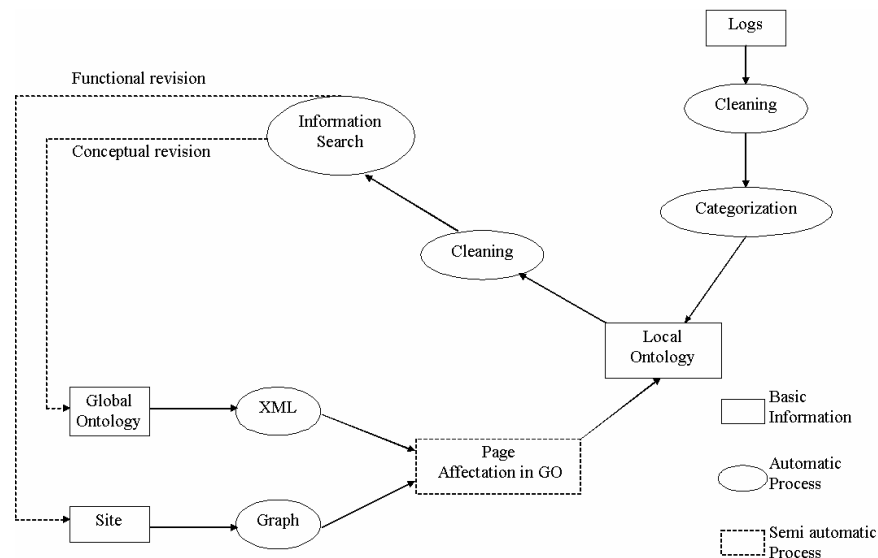 Logs
Functional revision
Cleaning
Information
Search
Conceptual revision
Categorization
Cleaning
Local
Ontology
Global
Ontology
XML
Basic
Information
Page
Affectation in GO
Automatic
Process
Site
Graph
Semi automatic
Process